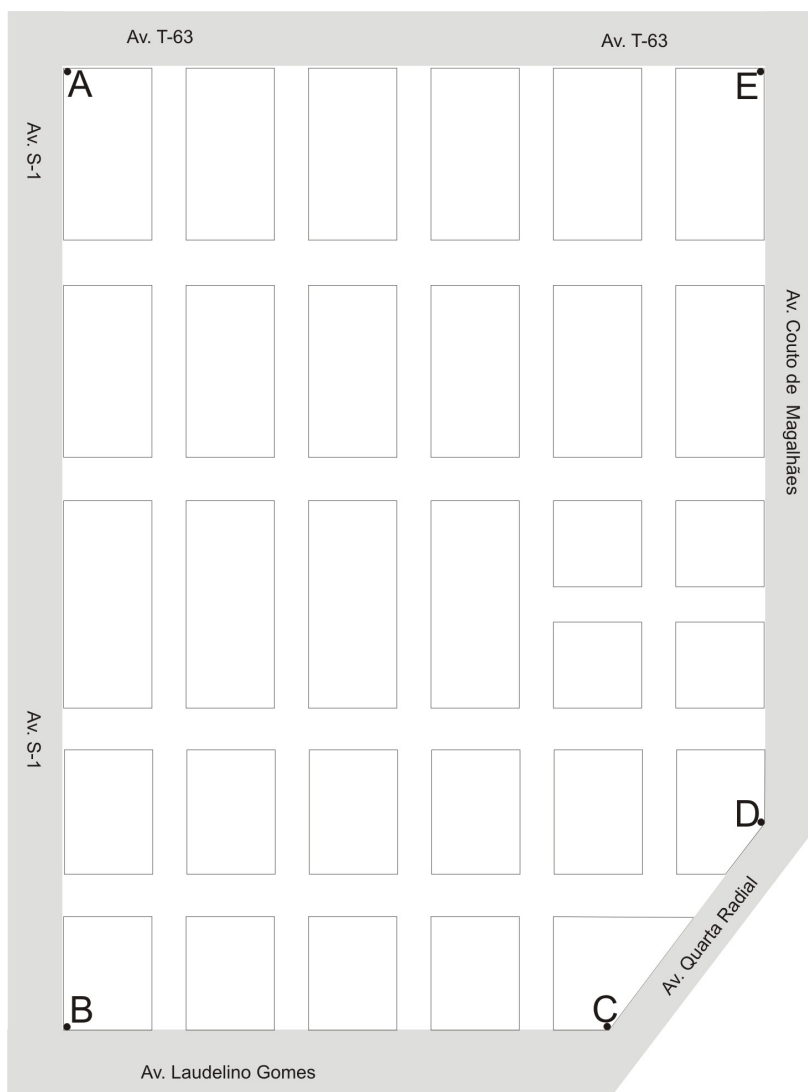 Av. T-63
Av. T-63
A
E
Av. S-1
Av. Couto de Magalhães
Av. S-1
D
Av. Quarta Radial
B
C
Av. Laudelino Gomes